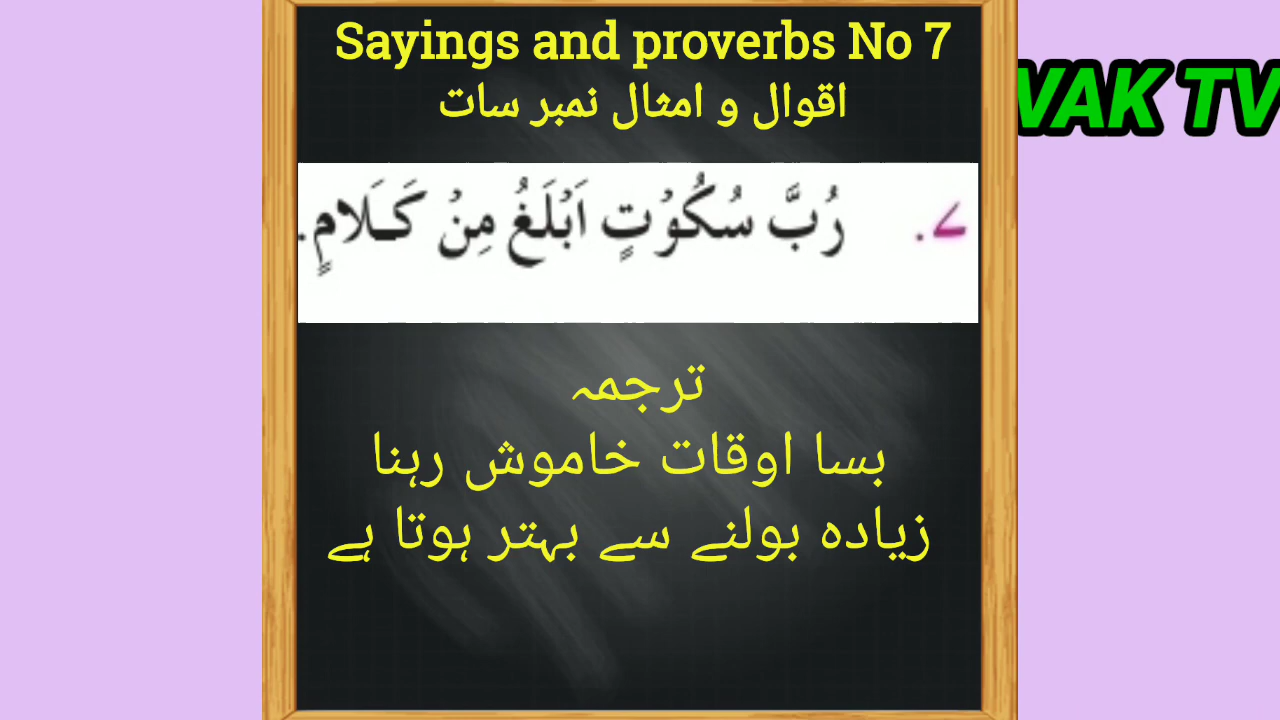 Sayings and proverbs No 7
اقوال و امثال نمبر سات
VAK TV
۷. رُبَّ سُكُوْتٍ اَبْلَغُ مِنْ كَلَامٍ.
ترجمہ
بسا اوقات خاموش رہنا
زیادہ بولنے سے بہتر ہوتا ہے